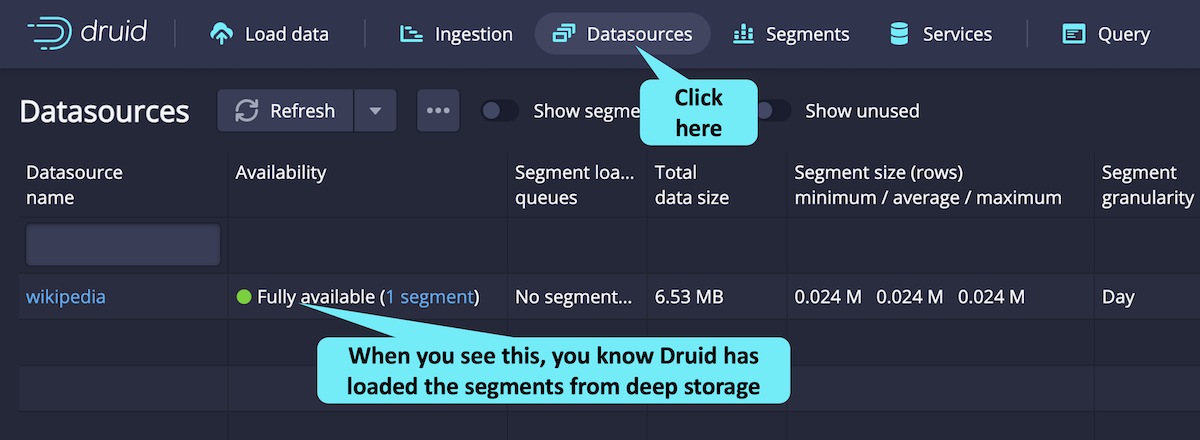 druid Load data Ingestion Datasources Segments Services Query
Datasources Refresh Show segme Show unused
Click
here
Datasource
name
Availability
Segment loa...
queues
Total
data size
Segment size (rows)
minimum / average / maximum
Segment
granularity
wikipedia Fully available (1 segment) No segment... 6.53 MB 0.024 M 0.024 M 0.024 M Day
When you see this, you know Druid has
loaded the segments from deep storage